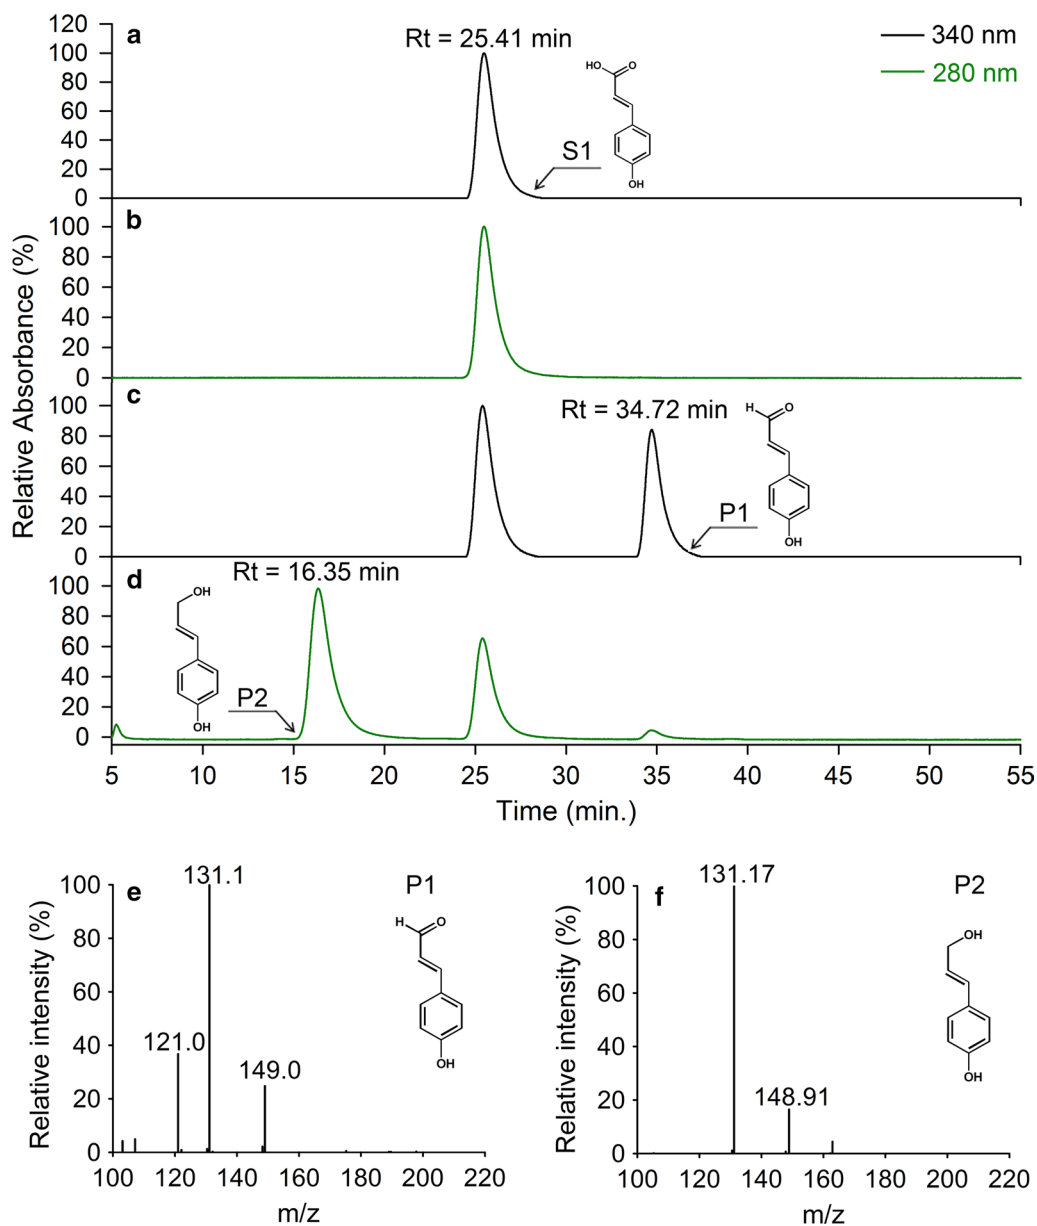 a
Rt = 25.41 min
340 nm
280 nm
120
100
80
60
40
20
0
S1
HO
O
OH
b
100
80
60
40
20
0
c
Rt = 34.72 min
100
80
60
40
20
0
P1
H
O
OH
d
Rt = 16.35 min
100
80
60
40
20
0
OH
P2
OH
Relative Absorbance (%)
5 10 15 20 25 30 35 40 45 50 55
Time (min.)
e
P1
131.1
121.0
149.0
H
O
OH
100
80
60
40
20
0
Relative intensity (%)
100 120 140 160 180 200 220
m/z
f
P2
131.17
148.91
OH
OH
100
80
60
40
20
0
Relative intensity (%)
100 120 140 160 180 200 220
m/z